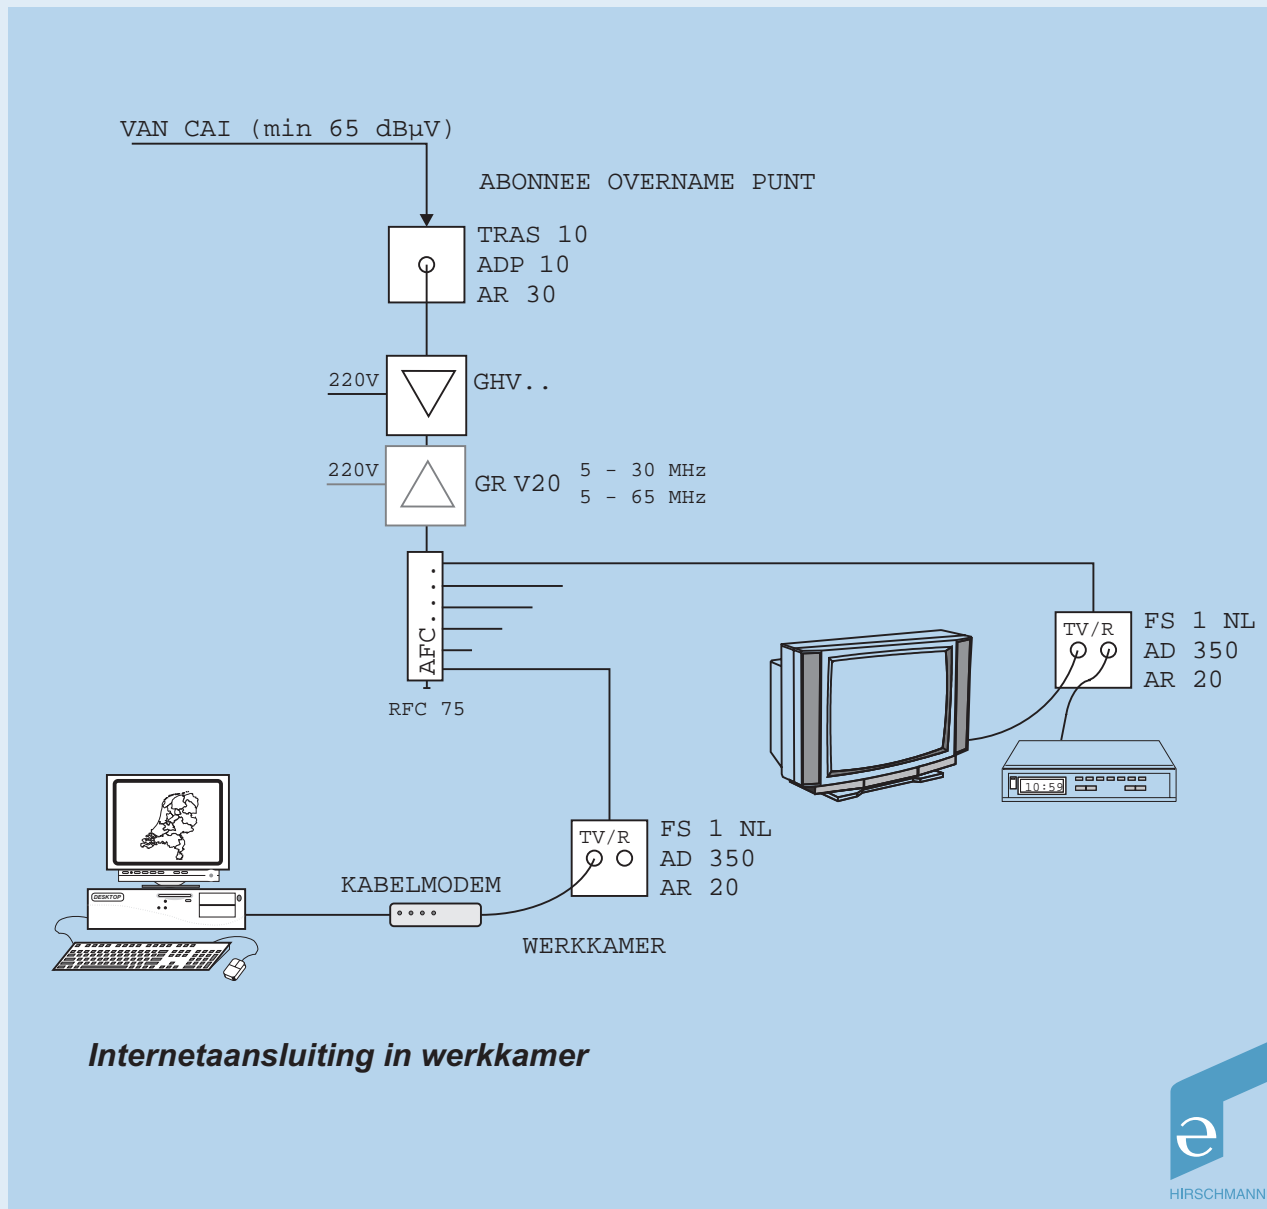 VAN CAI (min 65 dBµV)
ABONNEE OVERNAME PUNT
TRAS 10
ADP 10
AR 30
220V
GHV..
220V
GR V20
5 - 30 MHz
5 - 65 MHz
AFC.....
RFC 75
TV/R
FS 1 NL
AD 350
AR 20
10:59
TV/R
FS 1 NL
AD 350
AR 20
KABELMODEM
DESKTOP
WERKKAMER
Internetaansluiting in werkkamer
HIRSCHMANN